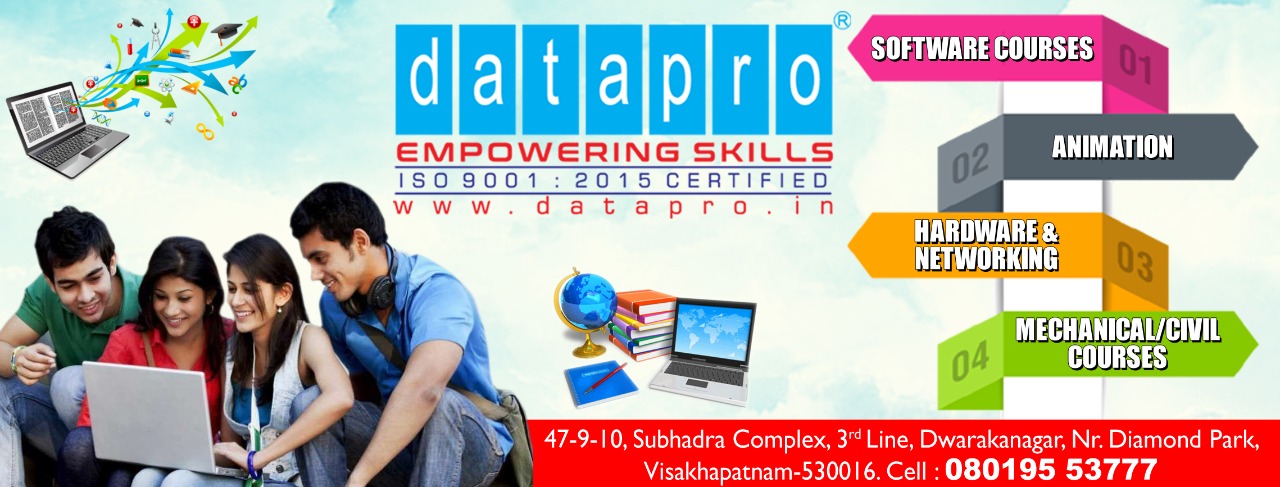 datapro®
EMPOWERING SKILLS
ISO 9001 : 2015 CERTIFIED
www.datapro.in
SOFTWARE COURSES
01
02
ANIMATION
HARDWARE &
NETWORKING
03
04
MECHANICAL/CIVIL
COURSES
47-9-10, Subhadra Complex, 3rd Line, Dwarakanagar, Nr. Diamond Park,
Visakhapatnam-530016. Cell : 080195 53777